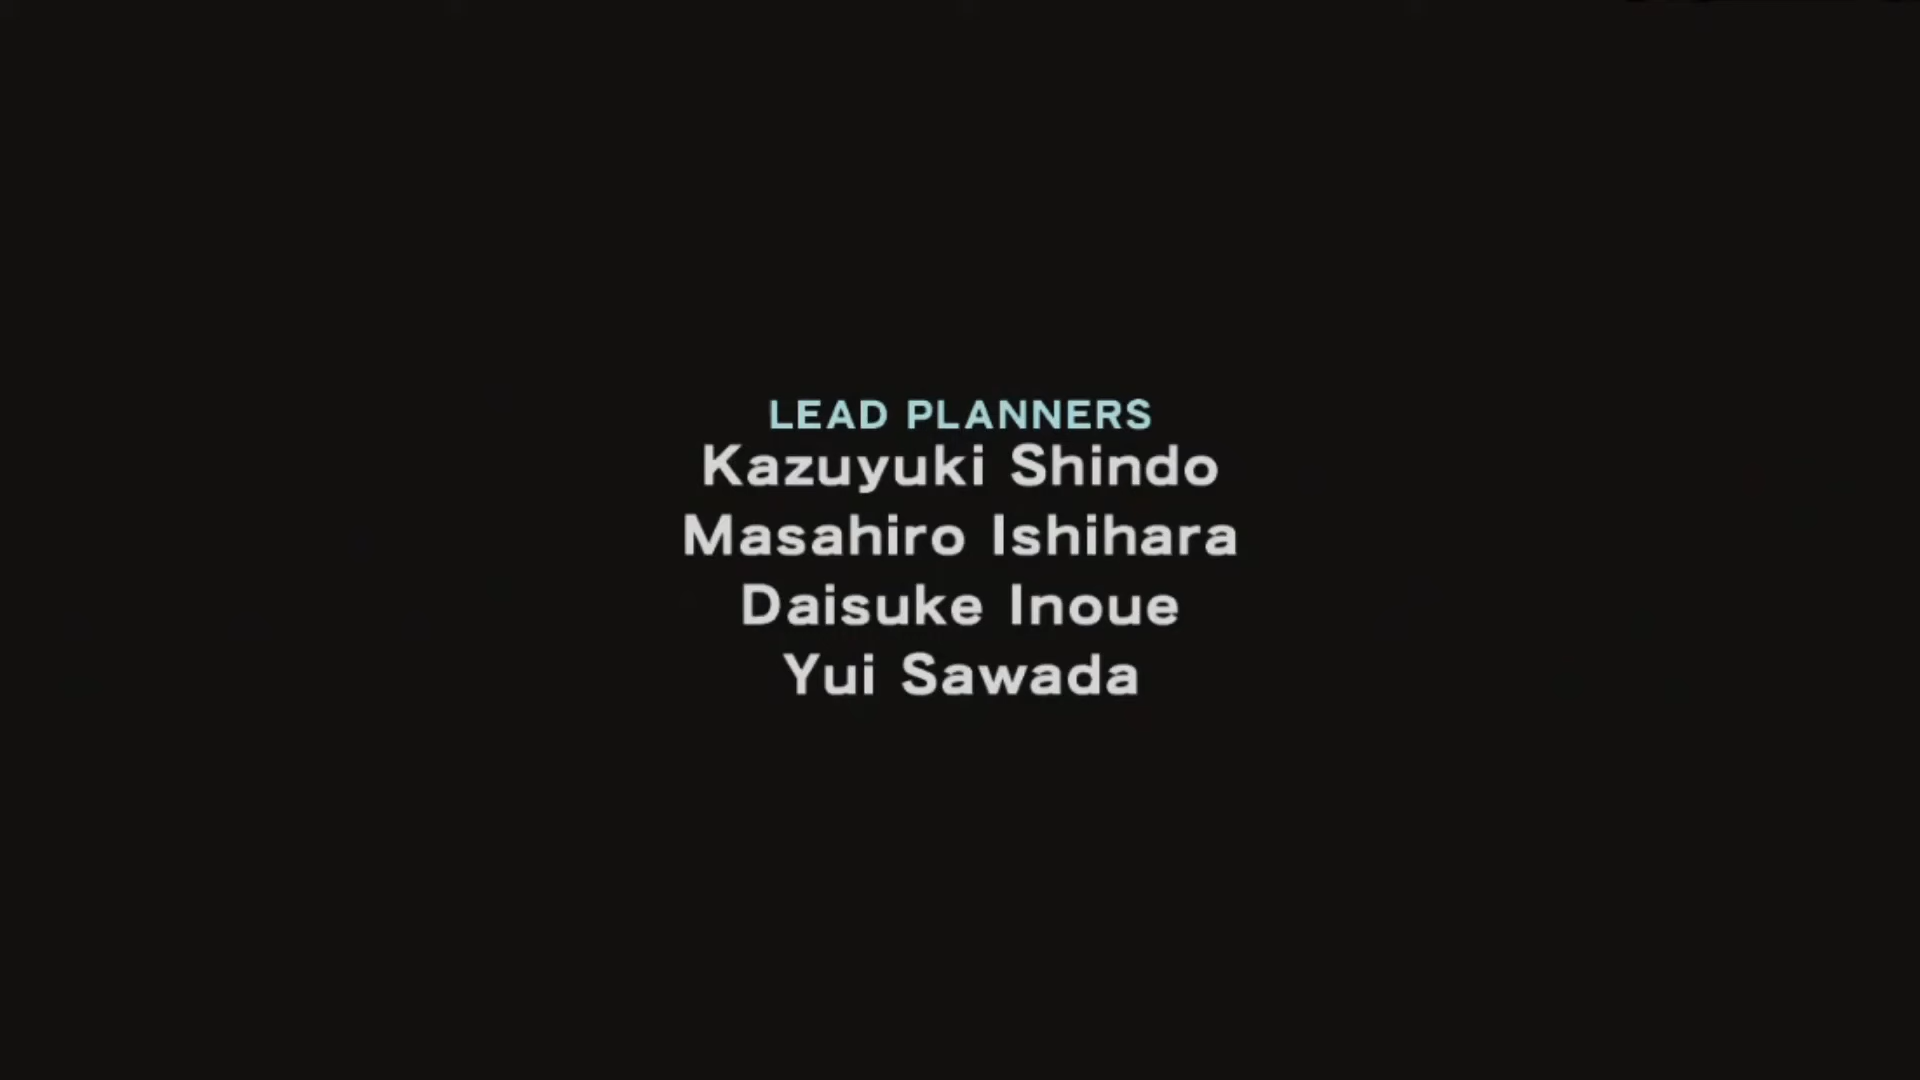 LEAD PLANNERS
Kazuyuki Shindo
Masahiro Ishihara
Daisuke Inoue
Yui Sawada